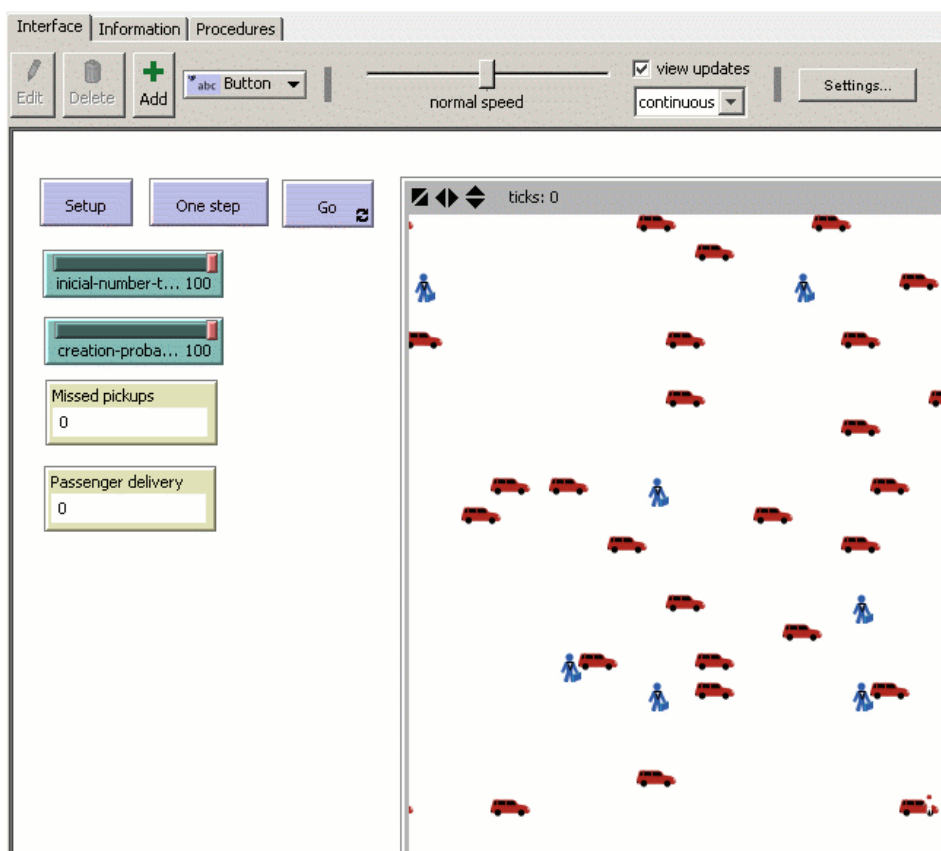 Interface Information Procedures
Edit Delete Add abc Button normal speed view updates continuous Settings...
Setup One step Go ticks: 0
inicial-number-t... 100
creation-proba... 100
Missed pickups
0
Passenger delivery
0